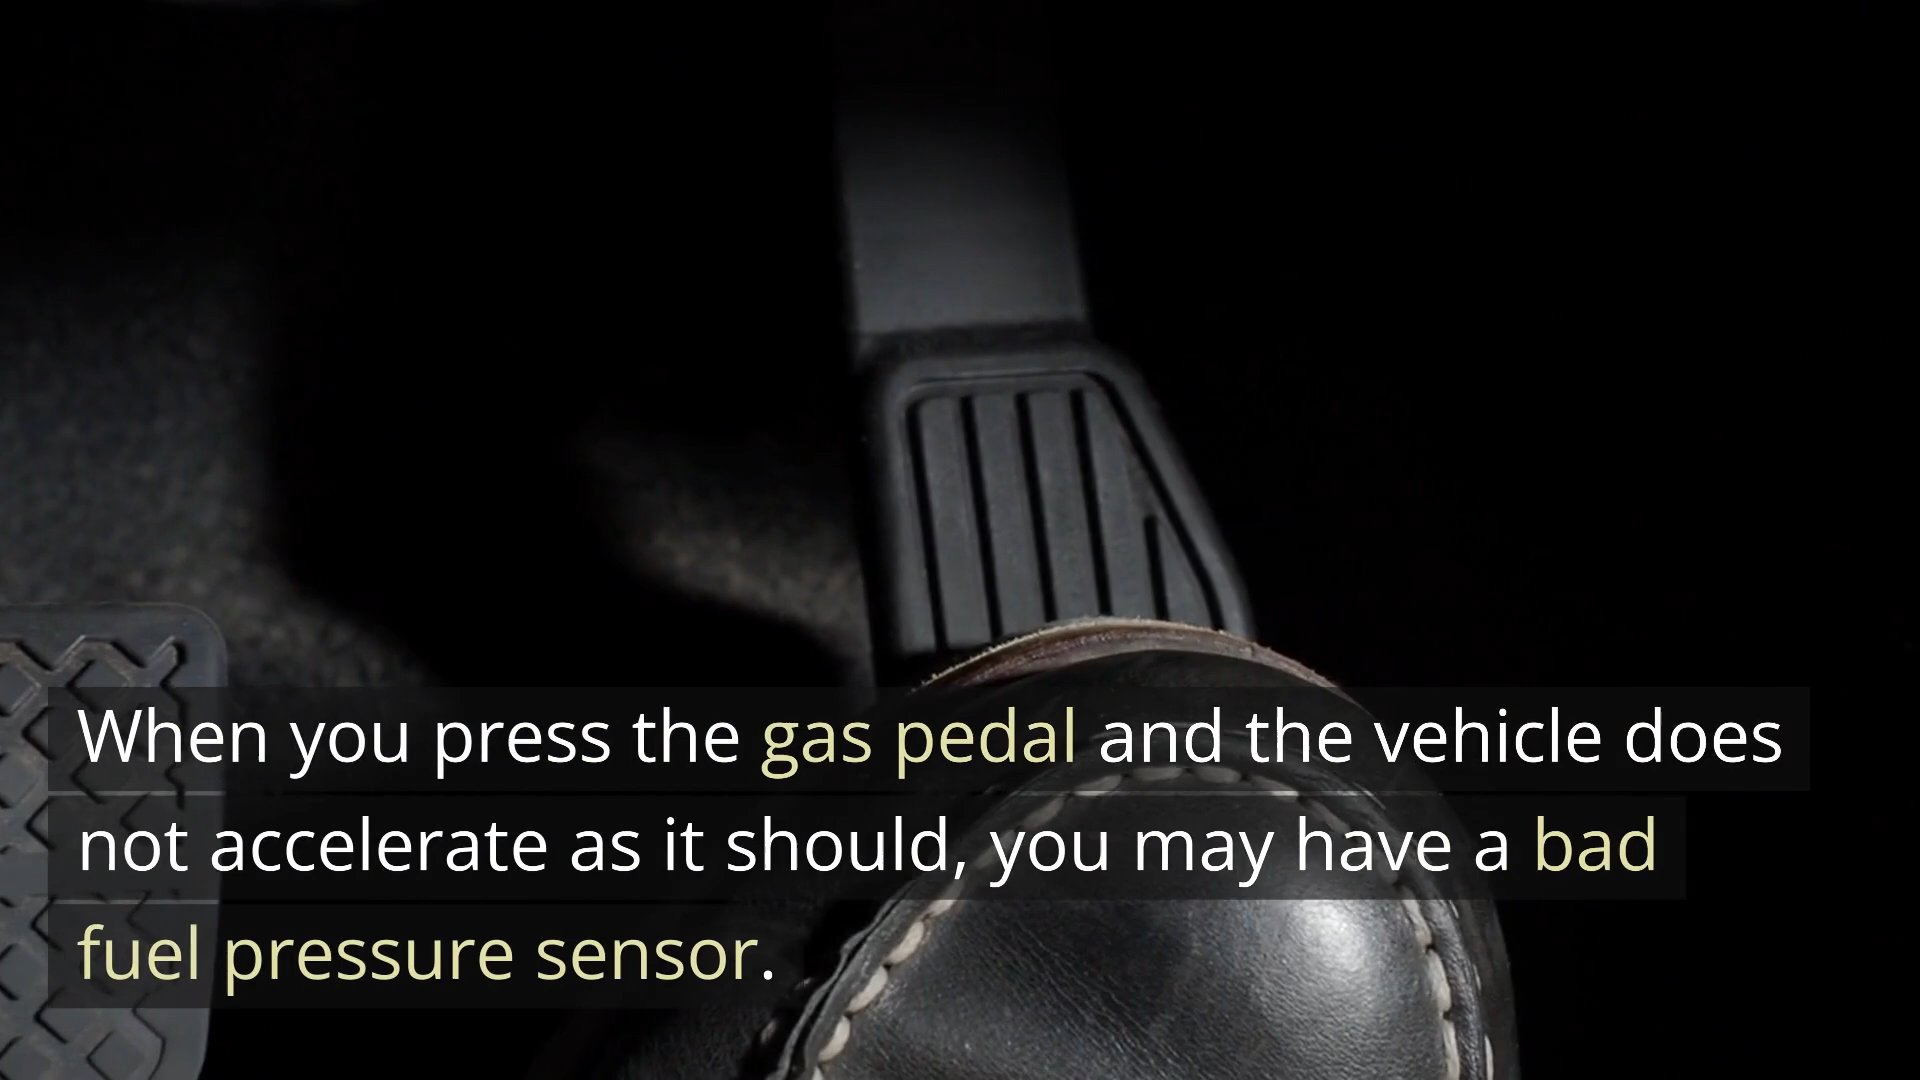 When you press the gas pedal and the vehicle does
not accelerate as it should, you may have a bad
fuel pressure sensor.